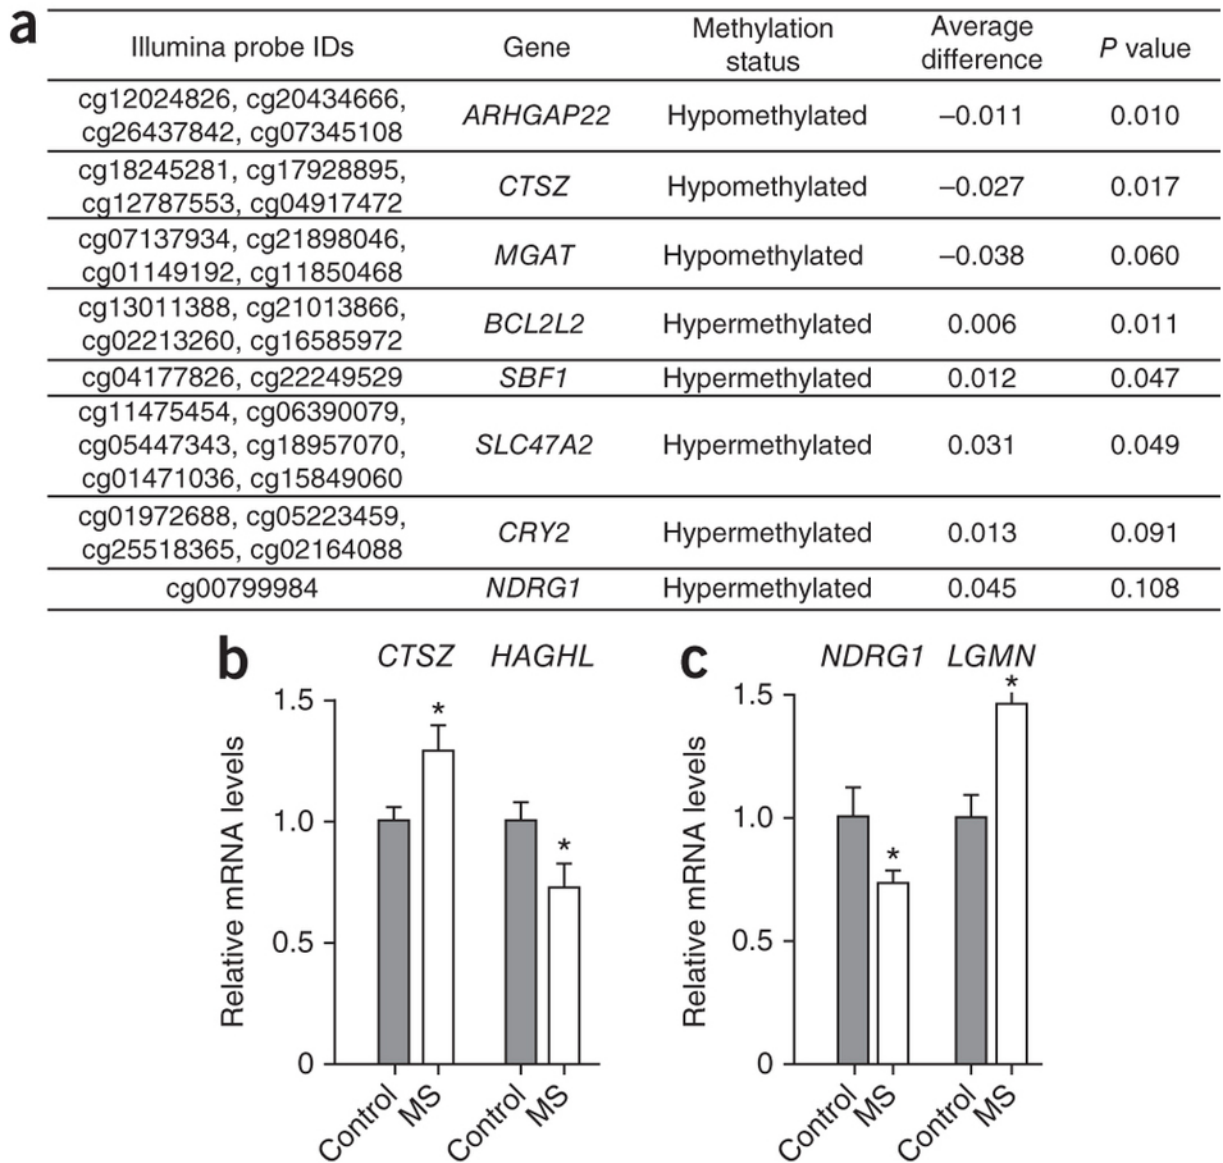 a
Illumina probe IDs Gene Methylation status Average difference P value
cg12024826, cg20434666,
cg26437842, cg07345108 ARHGAP22 Hypomethylated –0.011 0.010
cg18245281, cg17928895,
cg12787553, cg04917472 CTSZ Hypomethylated –0.027 0.017
cg07137934, cg21898046,
cg01149192, cg11850468 MGAT Hypomethylated –0.038 0.060
cg13011388, cg21013866,
cg02213260, cg16585972 BCL2L2 Hypermethylated 0.006 0.011
cg04177826, cg22249529 SBF1 Hypermethylated 0.012 0.047
cg11475454, cg06390079,
cg05447343, cg18957070, SLC47A2 Hypermethylated 0.031 0.049
cg01471036, cg15849060
cg01972688, cg05223459,
cg25518365, cg02164088 CRY2 Hypermethylated 0.013 0.091
cg00799984 NDRG1 Hypermethylated 0.045 0.108
b CTSZ HAGHL
Relative mRNA levels
1.5
1.0
0.5
0
* *
Control MS Control MS
c NDRG1 LGMN
Relative mRNA levels
1.5
1.0
0.5
0
* *
Control MS Control MS